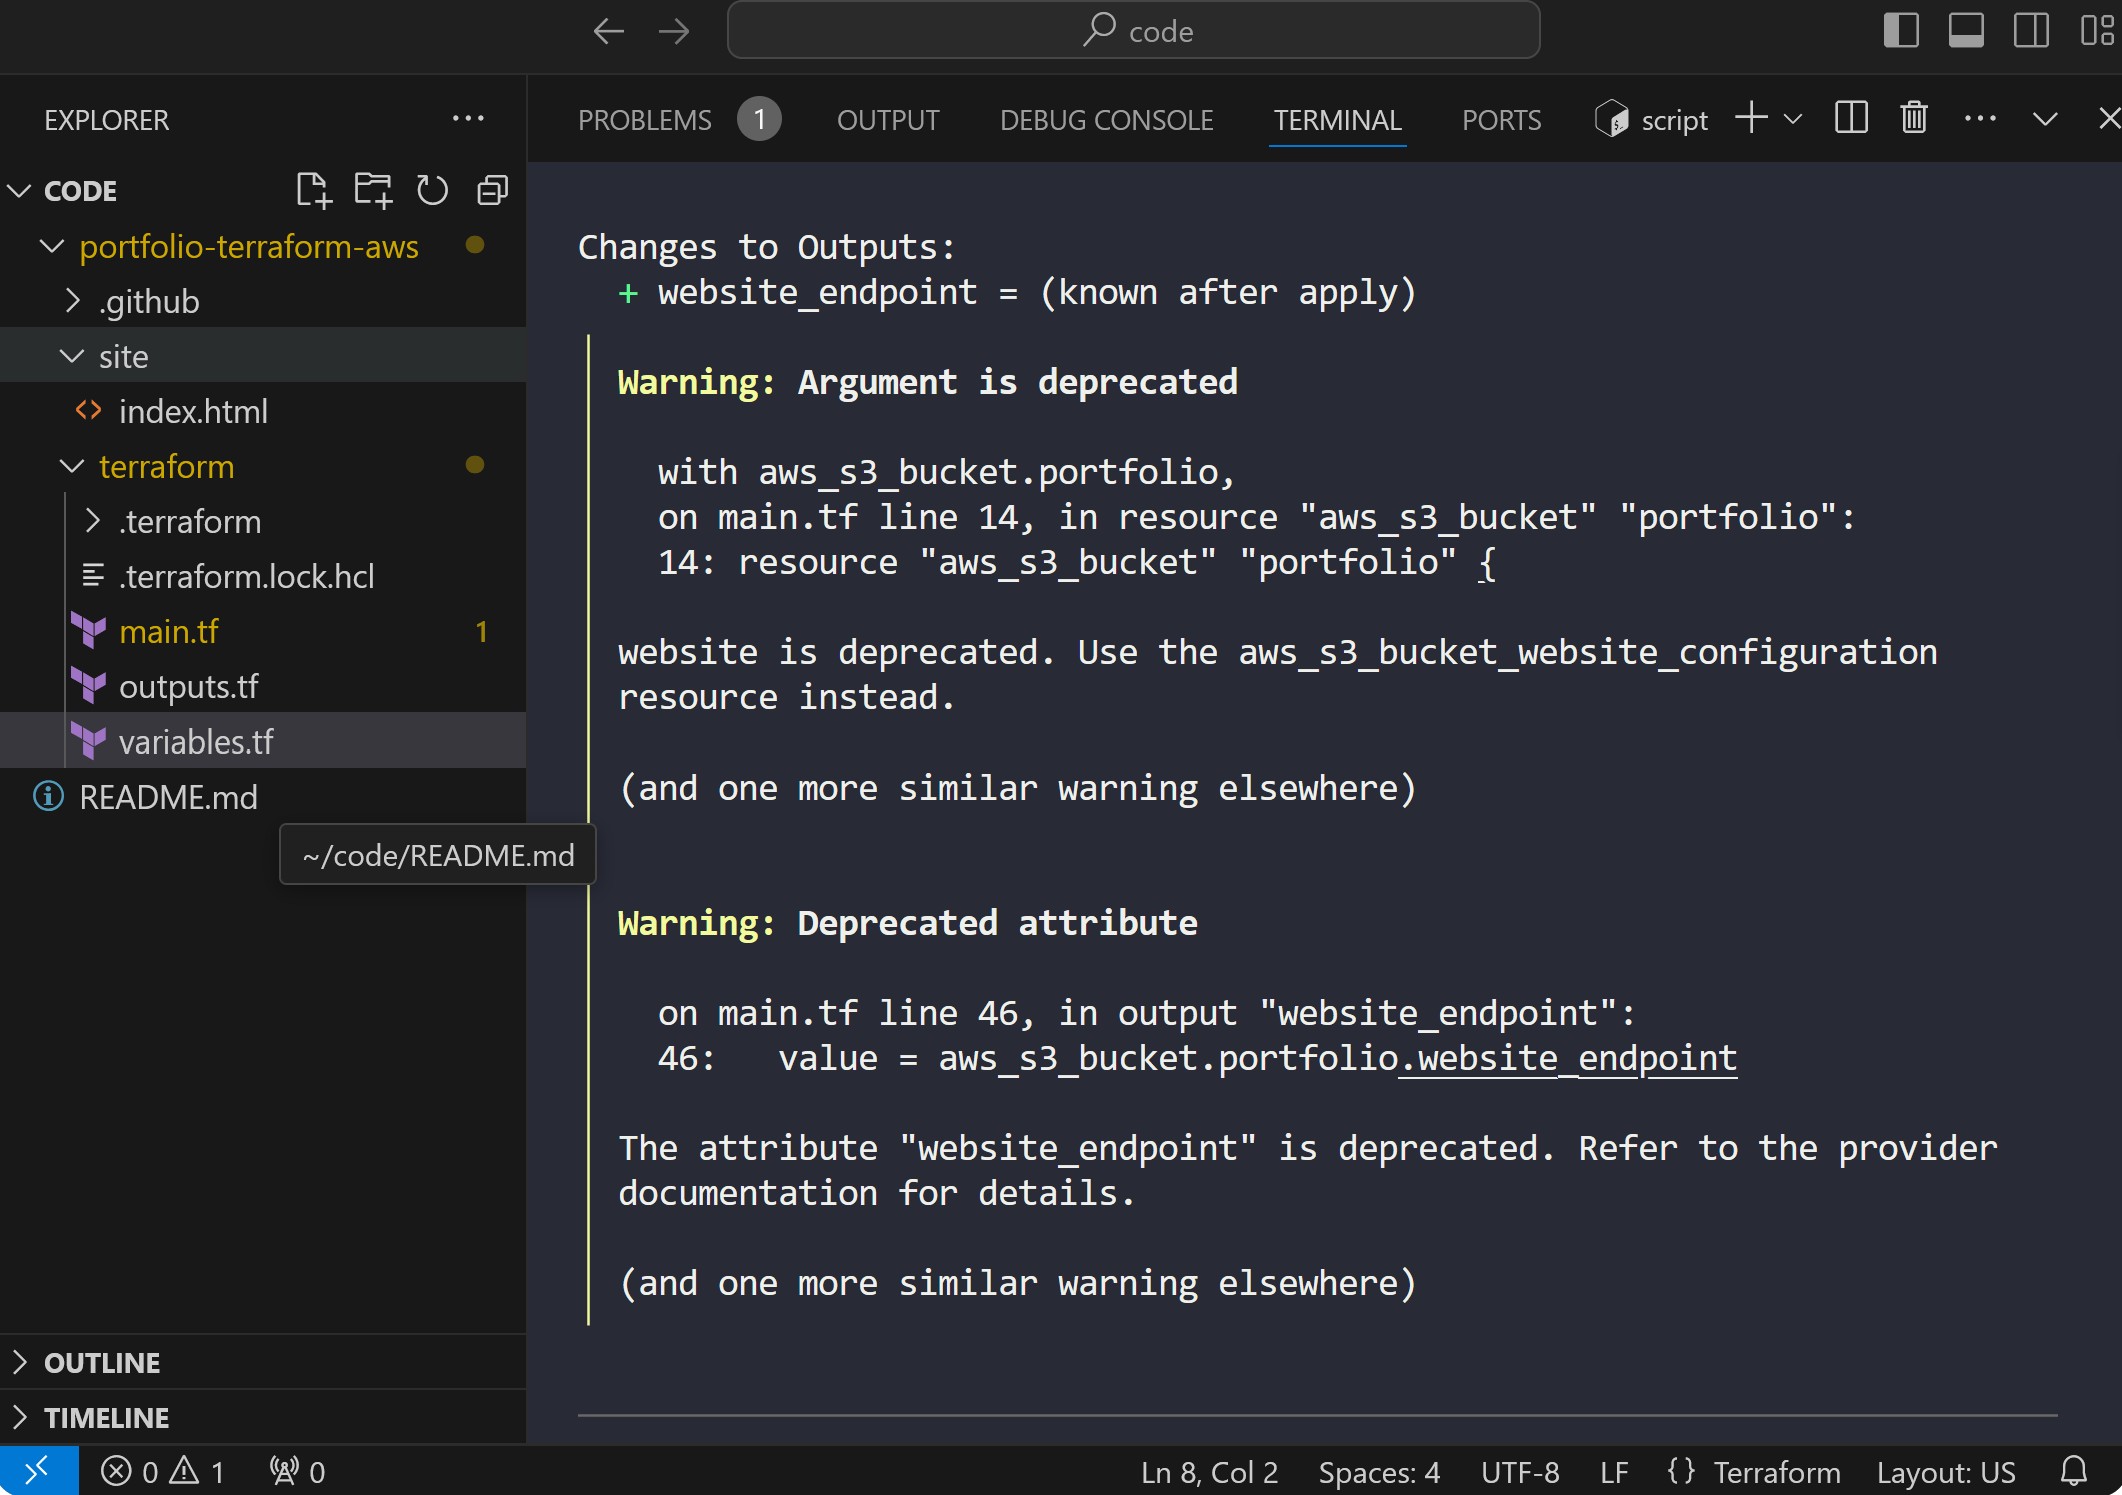 code
EXPLORER
PROBLEMS 1 OUTPUT DEBUG CONSOLE TERMINAL PORTS script
CODE
portfolio-terraform-aws
.github
site
index.html
terraform
.terraform
.terraform.lock.hcl
main.tf 1
outputs.tf
variables.tf
README.md
~/code/README.md
OUTLINE
TIMELINE
Changes to Outputs:
+ website_endpoint = (known after apply)
Warning: Argument is deprecated
with aws_s3_bucket.portfolio,
on main.tf line 14, in resource "aws_s3_bucket" "portfolio":
14: resource "aws_s3_bucket" "portfolio" {
website is deprecated. Use the aws_s3_bucket_website_configuration
resource instead.
(and one more similar warning elsewhere)
Warning: Deprecated attribute
on main.tf line 46, in output "website_endpoint":
46:   value = aws_s3_bucket.portfolio.website_endpoint
The attribute "website_endpoint" is deprecated. Refer to the provider
documentation for details.
(and one more similar warning elsewhere)
0 1 0 Ln 8, Col 2 Spaces: 4 UTF-8 LF {} Terraform Layout: US